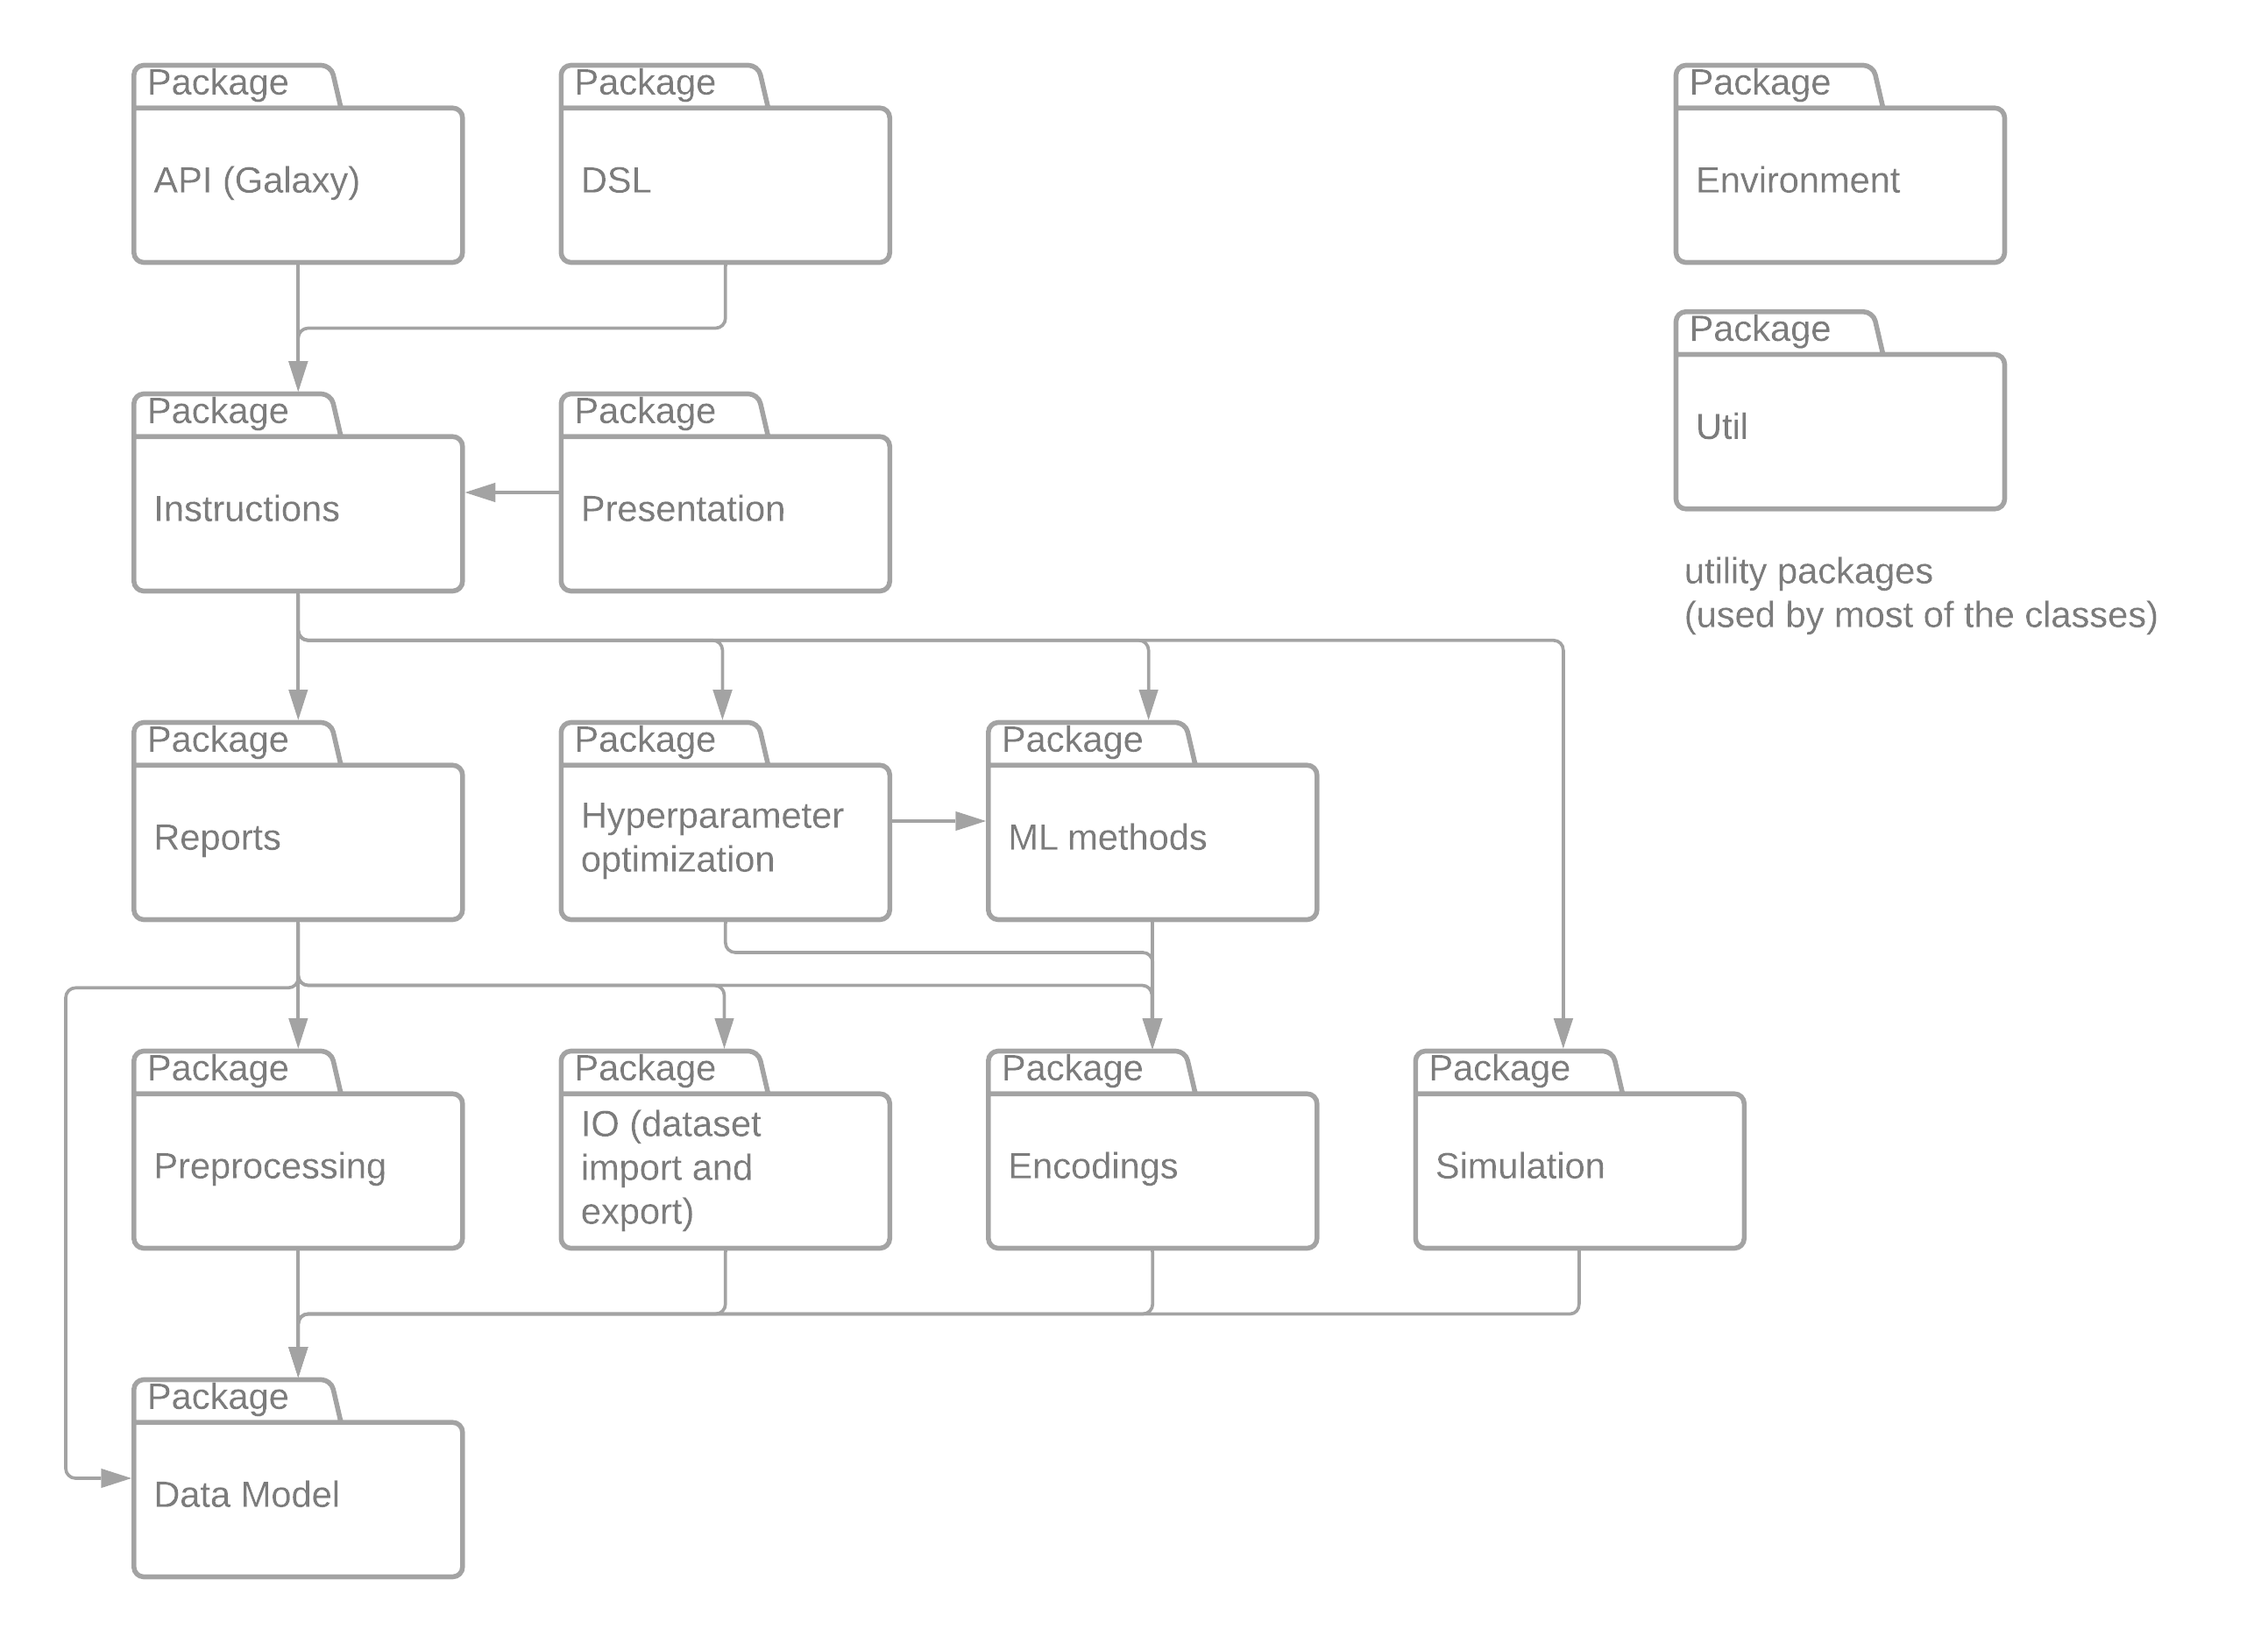 Package
API (Galaxy)
Package
DSL
Package
Environment
Package
Util
utility packages
(used by most of the classes)
Package
Instructions
Package
Presentation
Package
Reports
Package
Hyperparameter
optimization
Package
ML methods
Package
Preprocessing
Package
IO (dataset
import and
export)
Package
Encodings
Package
Simulation
Package
Data Model